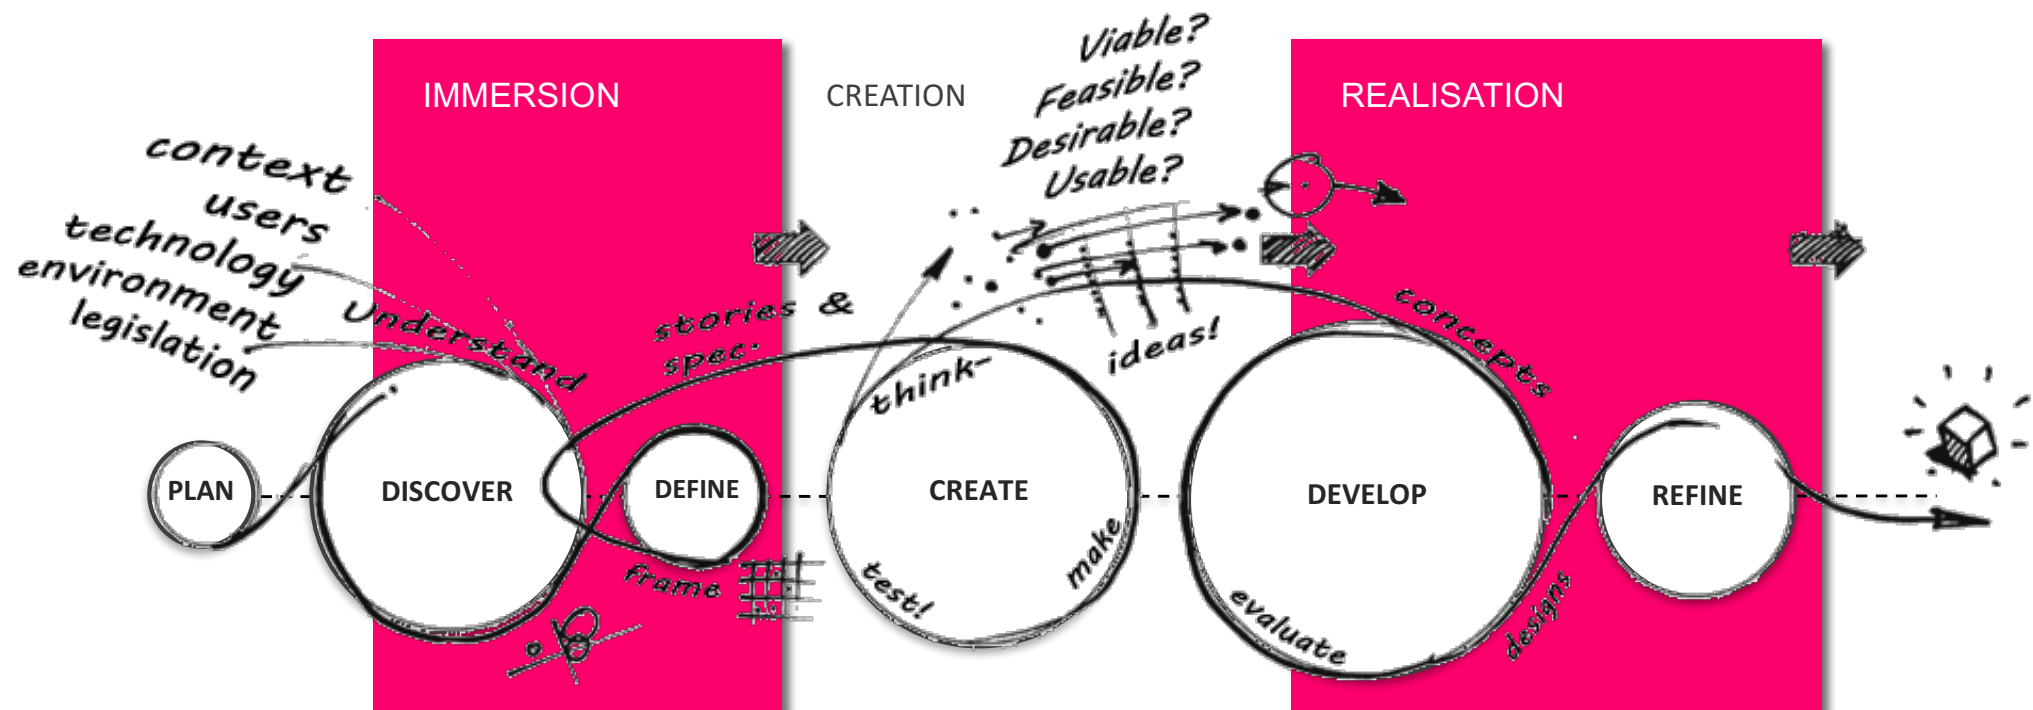 IMMERSION
CREATION
REALISATION
Viable?
Feasible?
Desirable?
Usable?
context
users
technology
environment
legislation
Understand
stories &
spec.
think-
ideas!
concepts
PLAN
DISCOVER
DEFINE
CREATE
DEVELOP
REFINE
frame
test!
make
evaluate
designs